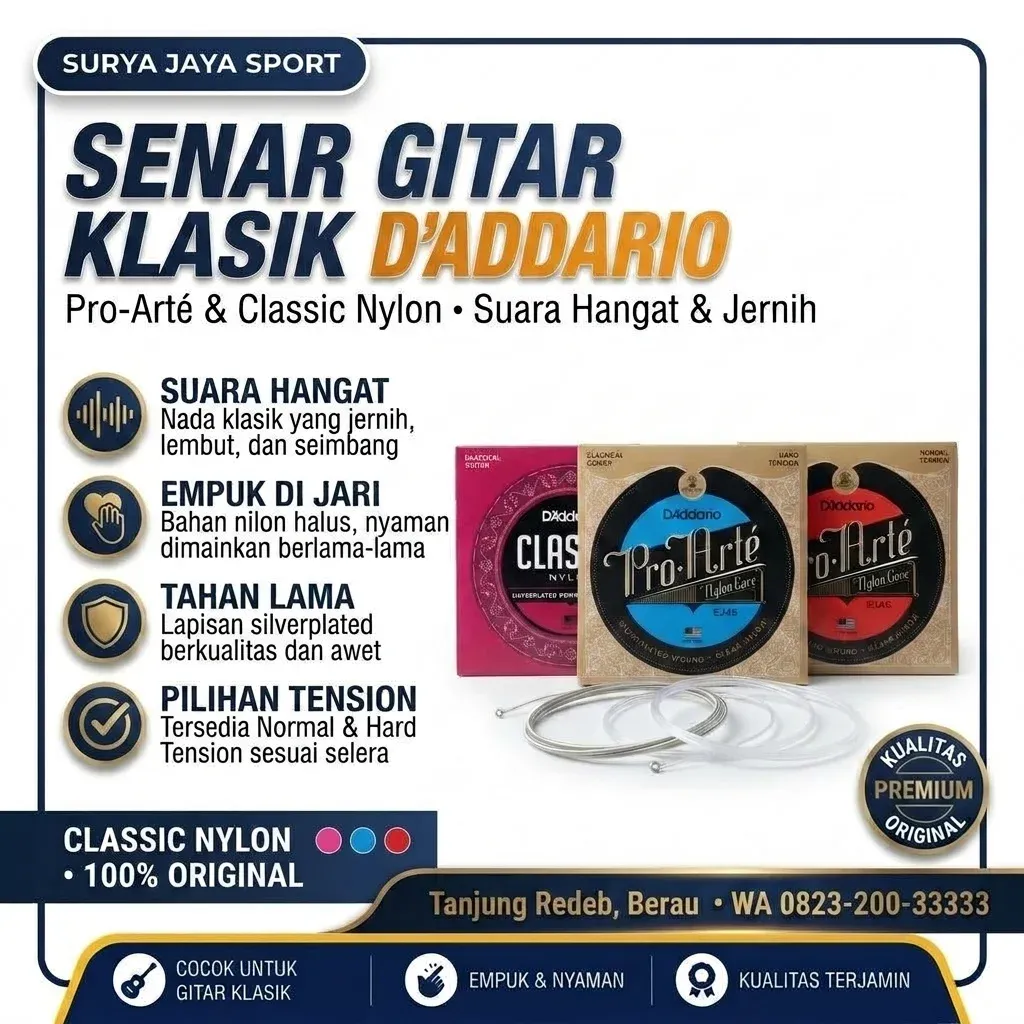 SURYA JAYA SPORT
SENAR GITAR
KLASIK D'ADDARIO
Pro-Arté & Classic Nylon • Suara Hangat & Jernih
SUARA HANGAT
Nada klasik yang jernih,
lembut, dan seimbang
EMPUK DI JARI
Bahan nilon halus, nyaman
dimainkan berlama-lama
TAHAN LAMA
Lapisan silverplated
berkualitas dan awet
PILIHAN TENSION
Tersedia Normal & Hard
Tension sesuai selera
D'Addario
Pro-Arté
Nylon Care
EJ45
D'Addario
o-Arté
Nylon Cone
CLAS
KUALITAS
PREMIUM
ORIGINAL
CLASSIC NYLON
• 100% ORIGINAL
Tanjung Redeb, Berau • WA 0823-200-33333
COCOK UNTUK
GITAR KLASIK
EMPUK & NYAMAN
KUALITAS TERJAMIN